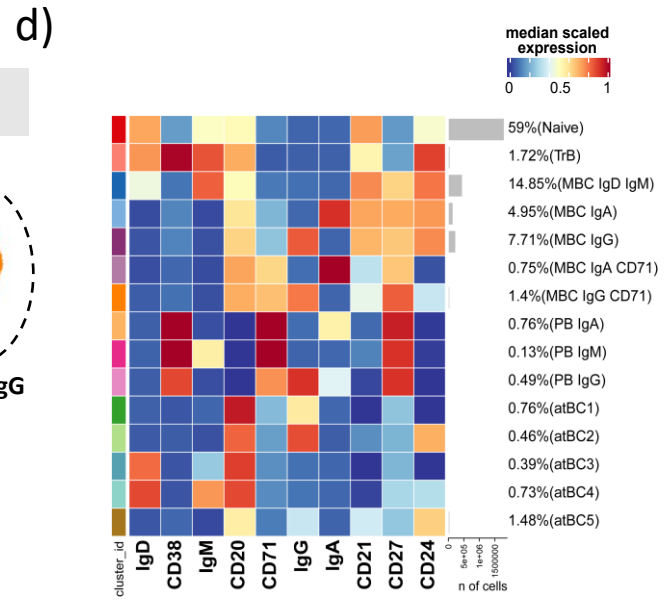 d)
median scaled
expression
0 0.5 1
59%(Naive)
1.72%(TrB)
14.85%(MBC IgD IgM)
4.95%(MBC IgA)
7.71%(MBC IgG)
0.75%(MBC IgA CD71)
1.4%(MBC IgG CD71)
0.76%(PB IgA)
0.13%(PB IgM)
gG
0.49%(PB IgG)
0.76%(atBC1)
0.46%(atBC2)
0.39%(atBC3)
0.73%(atBC4)
1.48%(atBC5)
cluster_id IgD CD38 IgM CD20 CD71 IgG IgA CD21 CD27 CD24
0 5e+05 1e+06 1500000
n of cells